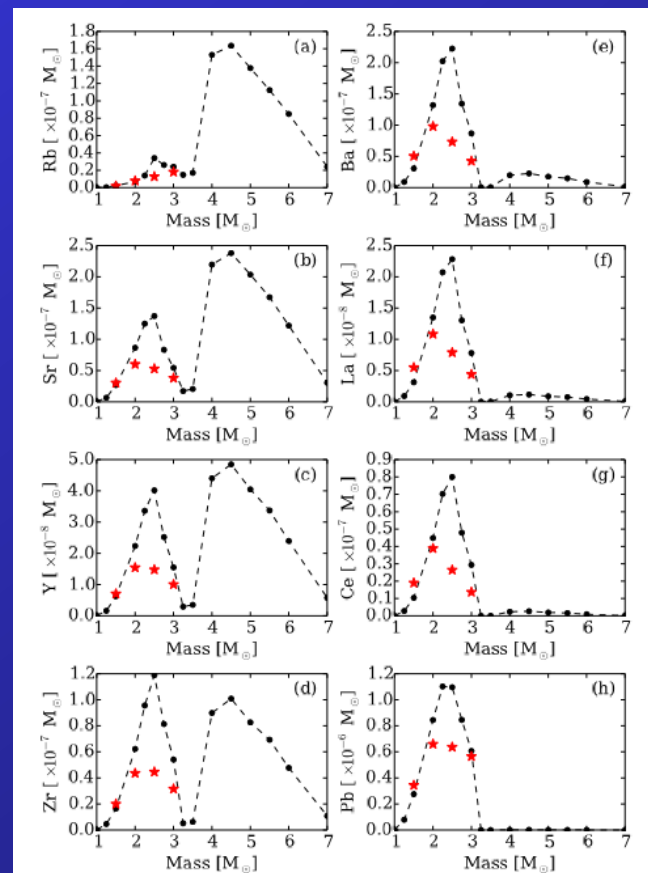 (a)
Rb [ ×10⁻⁷ M☉]
1.8
1.6
1.4
1.2
1.0
0.8
0.6
0.4
0.2
0.0
1 2 3 4 5 6 7
Mass [M☉]
(e)
Ba [ ×10⁻⁷ M☉]
2.5
2.0
1.5
1.0
0.5
0.0
1 2 3 4 5 6 7
Mass [M☉]
(b)
Sr [ ×10⁻⁷ M☉]
2.5
2.0
1.5
1.0
0.5
0.0
1 2 3 4 5 6 7
Mass [M☉]
(f)
La [ ×10⁻⁸ M☉]
2.5
2.0
1.5
1.0
0.5
0.0
1 2 3 4 5 6 7
Mass [M☉]
(c)
Y [ ×10⁻⁸ M☉]
5.0
4.0
3.0
2.0
1.0
0.0
1 2 3 4 5 6 7
Mass [M☉]
(g)
Ce [ ×10⁻⁷ M☉]
0.9
0.8
0.7
0.6
0.5
0.4
0.3
0.2
0.1
0.0
1 2 3 4 5 6 7
Mass [M☉]
(d)
Zr [ ×10⁻⁷ M☉]
1.2
1.0
0.8
0.6
0.4
0.2
0.0
1 2 3 4 5 6 7
Mass [M☉]
(h)
Pb [ ×10⁻⁶ M☉]
1.2
1.0
0.8
0.6
0.4
0.2
0.0
1 2 3 4 5 6 7
Mass [M☉]